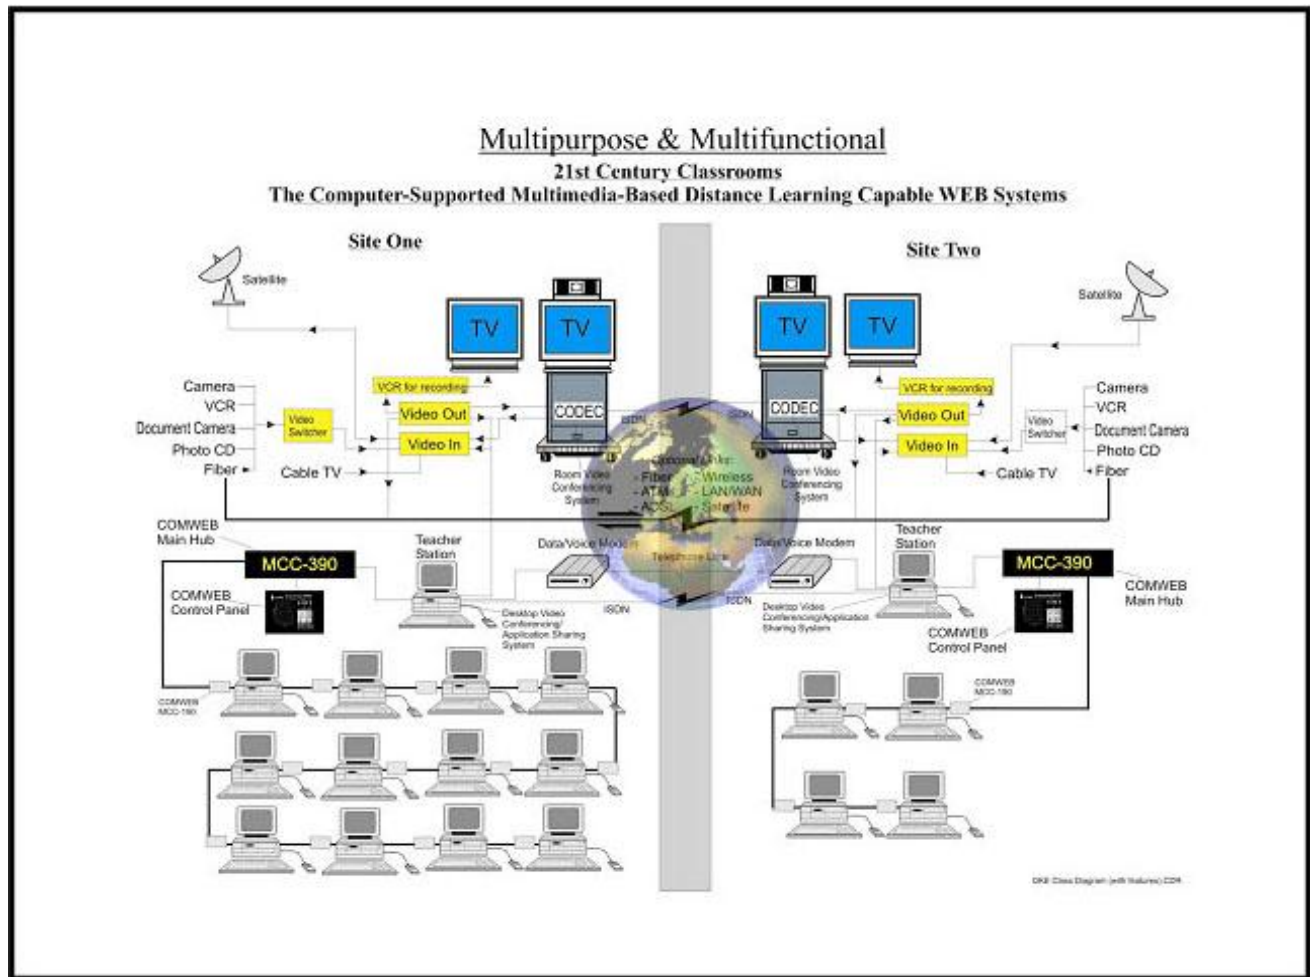 Multipurpose & Multifunctional
21st Century Classrooms
The Computer-Supported Multimedia-Based Distance Learning Capable WEB Systems
Site One
Satellite
TV
TV
VCR for recording
Video Out
Video In
CODEC
Camera
VCR
Document Camera
Photo CD
Fiber
Video
Switcher
Cable TV
Room Video
Conferencing
System
COMWEB
Main Hub
MCC-390
COMWEB
Control Panel
Teacher
Station
Data/Voice Modem
Desktop Video
Conferencing/
Application Sharing
System
COMWEB
MCC-190
ISDN
ISDN
- Fiber
- ATM
- ADSL
- Wireless
- LAN/WAN
- Satellite
Telephone Line
ISDN
ISDN
Site Two
Satellite
TV
TV
VCR for recording
CODEC
Video Out
Video In
Video
Switcher
Camera
VCR
Document Camera
Photo CD
Fiber
Cable TV
Room Video
Conferencing
System
Data/Voice Modem
Teacher
Station
MCC-390
COMWEB
Main Hub
Desktop Video
Conferencing/Application
Sharing System
COMWEB
Control Panel
COMWEB
MCC-190
Class Diagram (with features).CDR